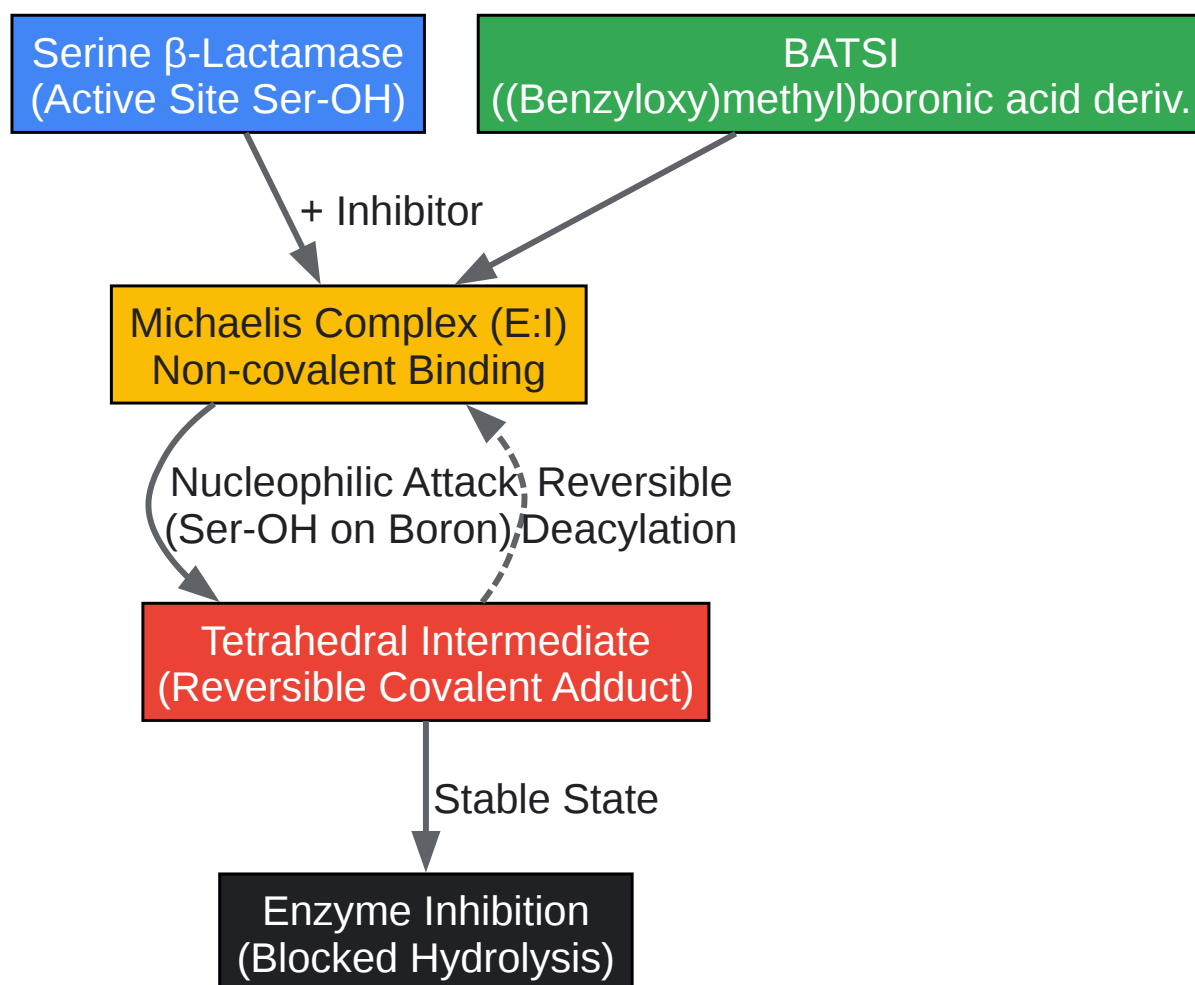 Serine β-Lactamase
(Active Site Ser-OH)
BATSI
((Benzyloxy)methyl)boronic acid deriv.
+ Inhibitor
Michaelis Complex (E:I)
Non-covalent Binding
Nucleophilic Attack
(Ser-OH on Boron)
Reversible
Deacylation
Tetrahedral Intermediate
(Reversible Covalent Adduct)
Stable State
Enzyme Inhibition
(Blocked Hydrolysis)